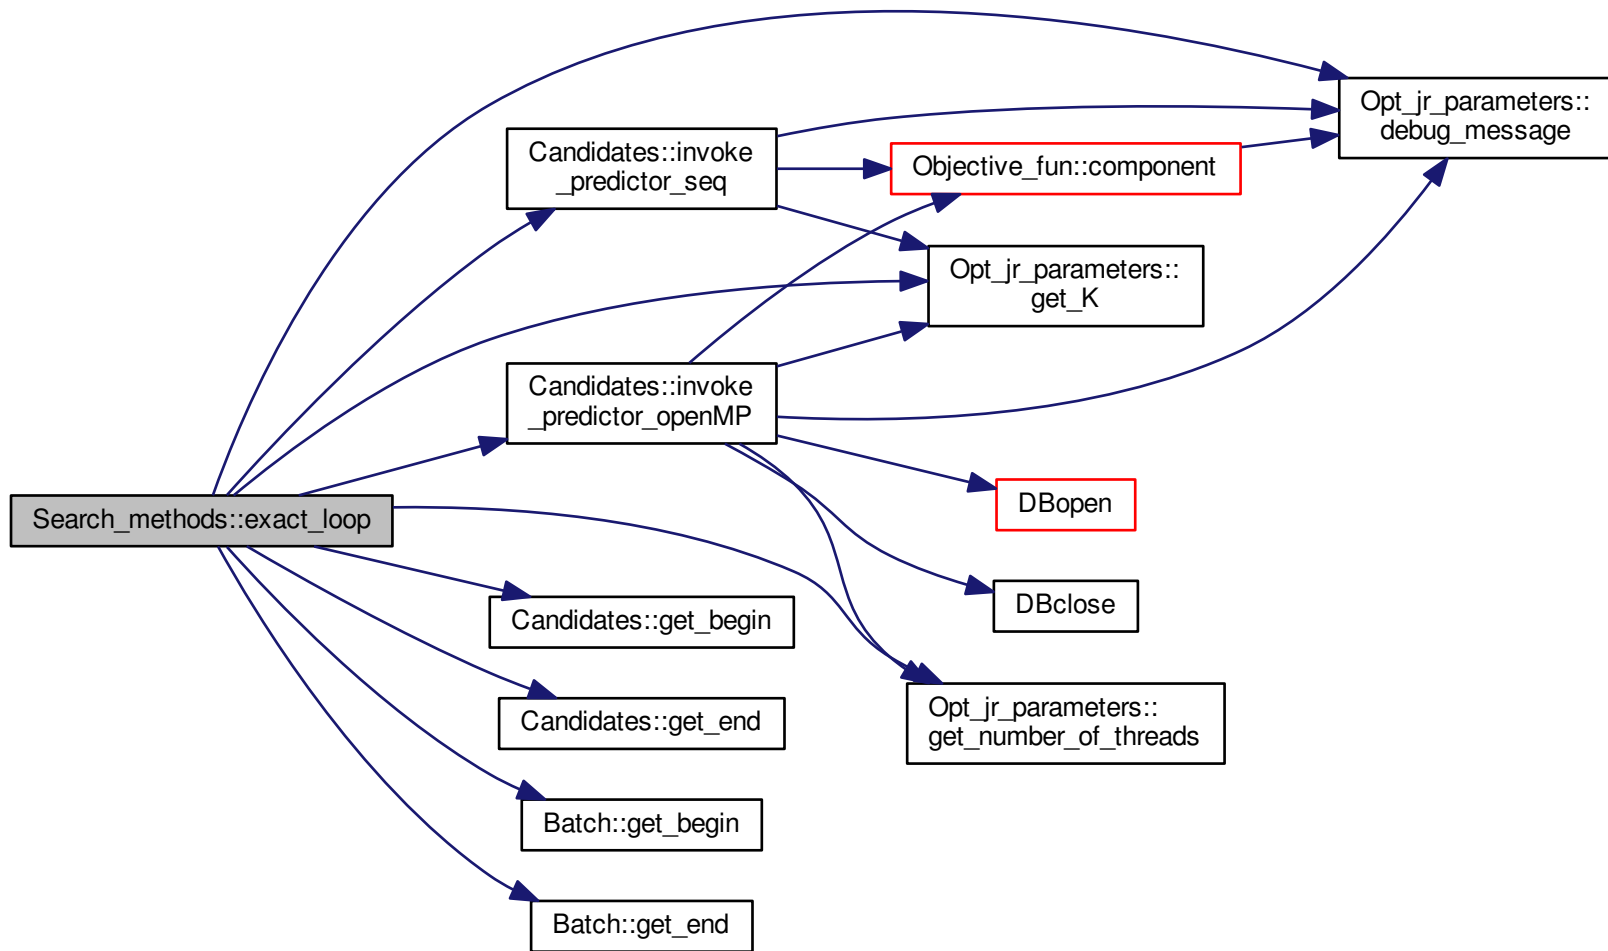 Opt_jr_parameters::
debug_message
Candidates::invoke
_predictor_seq
Objective_fun::component
Opt_jr_parameters::
get_K
Candidates::invoke
_predictor_openMP
Search_methods::exact_loop
DBopen
DBclose
Candidates::get_begin
Opt_jr_parameters::
get_number_of_threads
Candidates::get_end
Batch::get_begin
Batch::get_end